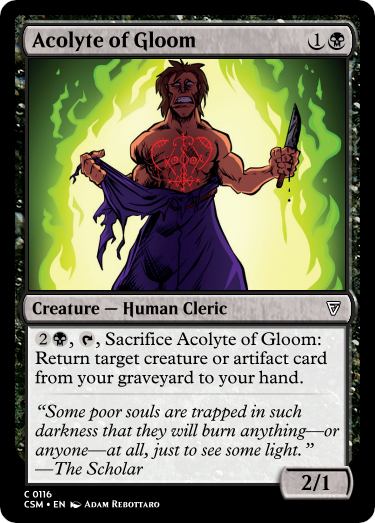 Acolyte of Gloom 1
Creature — Human Cleric
2, , Sacrifice Acolyte of Gloom:
Return target creature or artifact card
from your graveyard to your hand.
“Some poor souls are trapped in such
darkness that they will burn anything—or
anyone—at all, just to see some light.”
—The Scholar
2/1
C 0116
CSM • EN Adam Rebottaro